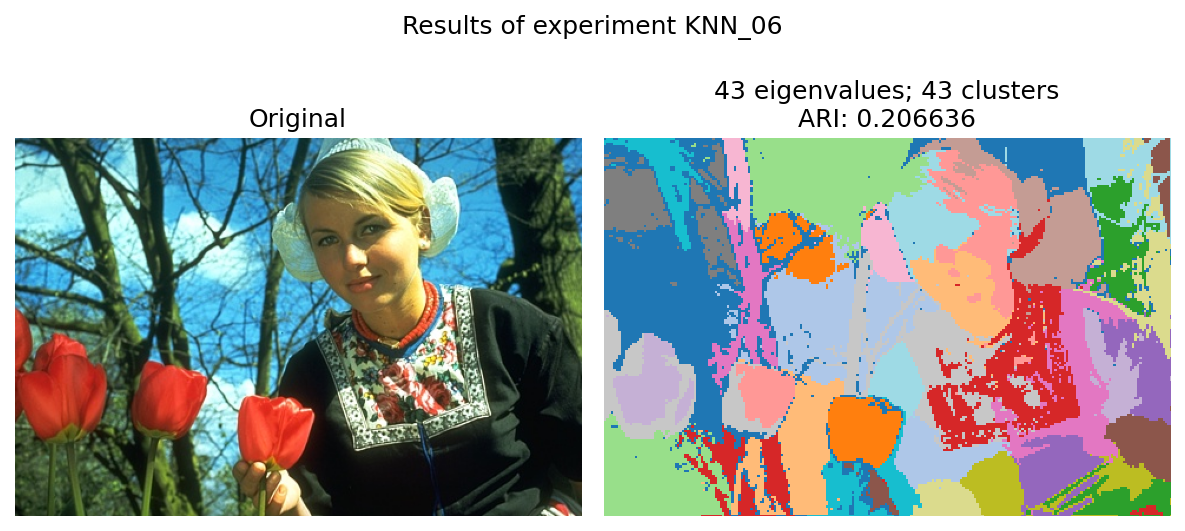 Results of experiment KNN_06
Original
43 eigenvalues; 43 clusters
ARI: 0.206636